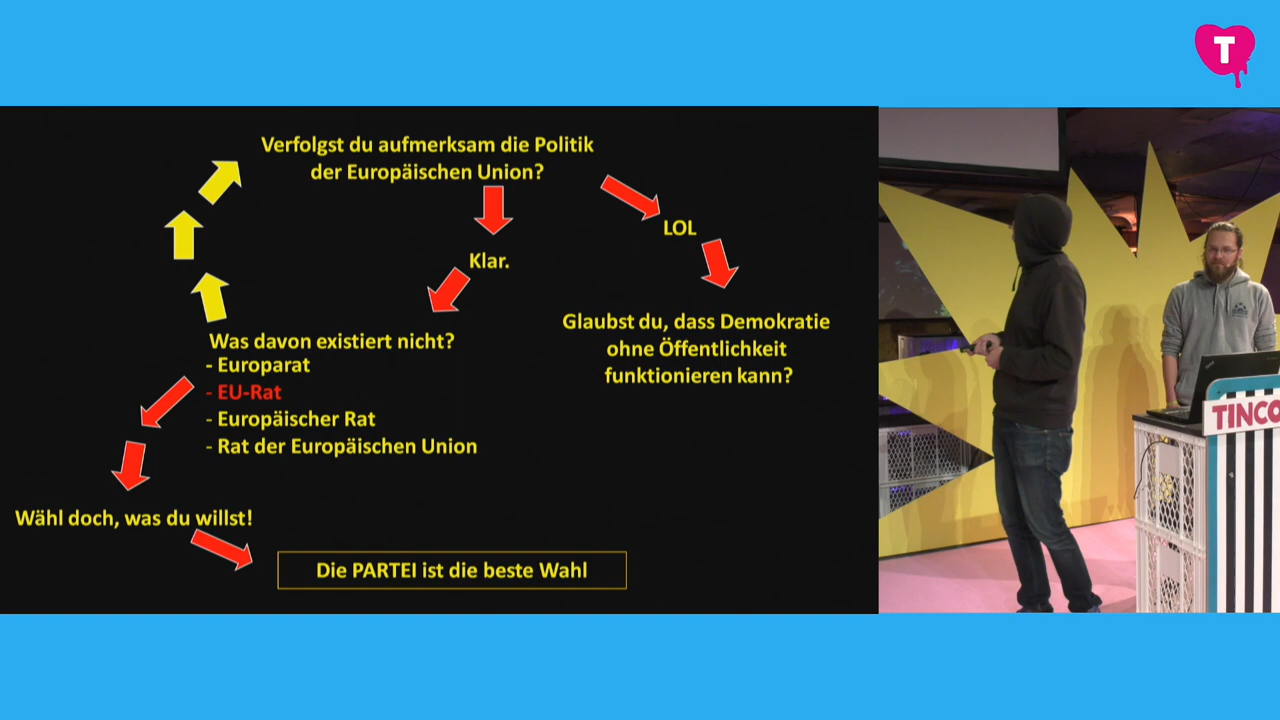 T
Verfolgst du aufmerksam die Politik
der Europäischen Union?
LOL
Klar.
Glaubst du, dass Demokratie
ohne Öffentlichkeit
funktionieren kann?
Was davon existiert nicht?
- Europarat
- EU-Rat
- Europäischer Rat
- Rat der Europäischen Union
Wähl doch, was du willst!
Die PARTEI ist die beste Wahl
TINCO